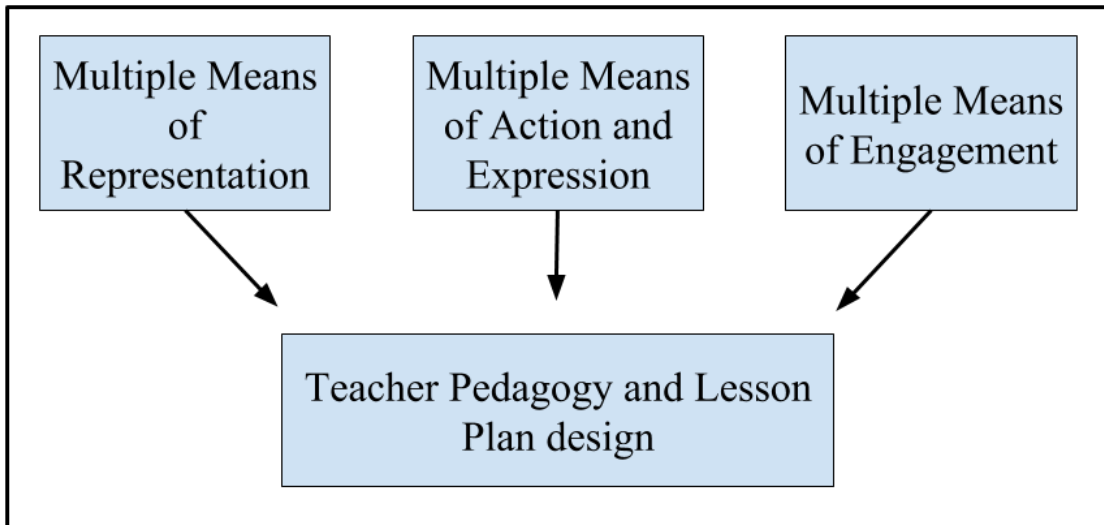 Multiple Means
of
Representation
Multiple Means
of Action and
Expression
Multiple Means
of Engagement
Teacher Pedagogy and Lesson
Plan design